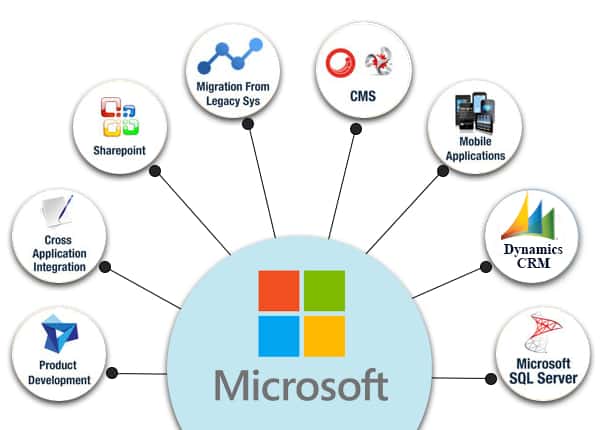 Migration From
Legacy Sys
CMS
Sharepoint
Mobile
Applications
Cross
Application
Integration
Dynamics
CRM
Product
Development
Microsoft
SQL Server
Microsoft